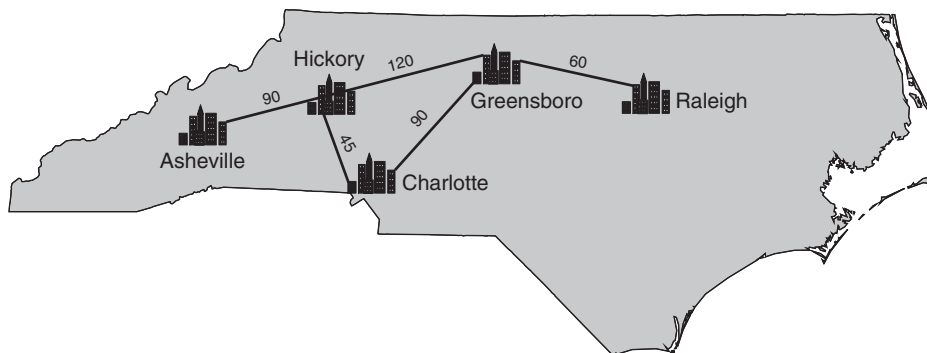 Hickory
120
60
90
Greensboro
Raleigh
90
45
Asheville
Charlotte